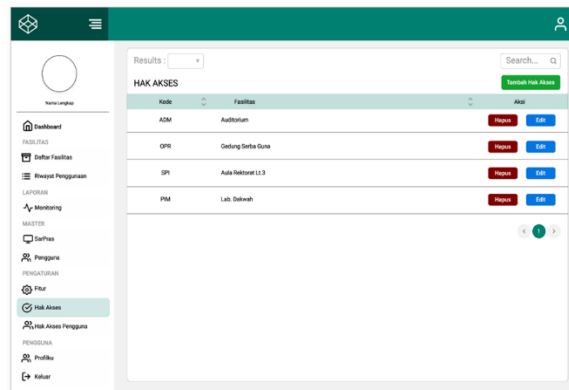 Results :
Search...
HAK AKSES
Tambah Hak Akses
Kode Fasilitas Aksi
ADM Auditorium Hapus Edit
OPR Gedung Serba Guna Hapus Edit
SPI Aula Rektorat Lt.3 Hapus Edit
PIM Lab. Dakwah Hapus Edit
1
Nama Lengkap
Dashboard
FASILITAS
Daftar Fasilitas
Riwayat Penggunaan
LAPORAN
Monitoring
MASTER
SarPras
Pengguna
PENGATURAN
Fitur
Hak Akses
Hak Akses Pengguna
PENGGUNA
Profilku
Keluar